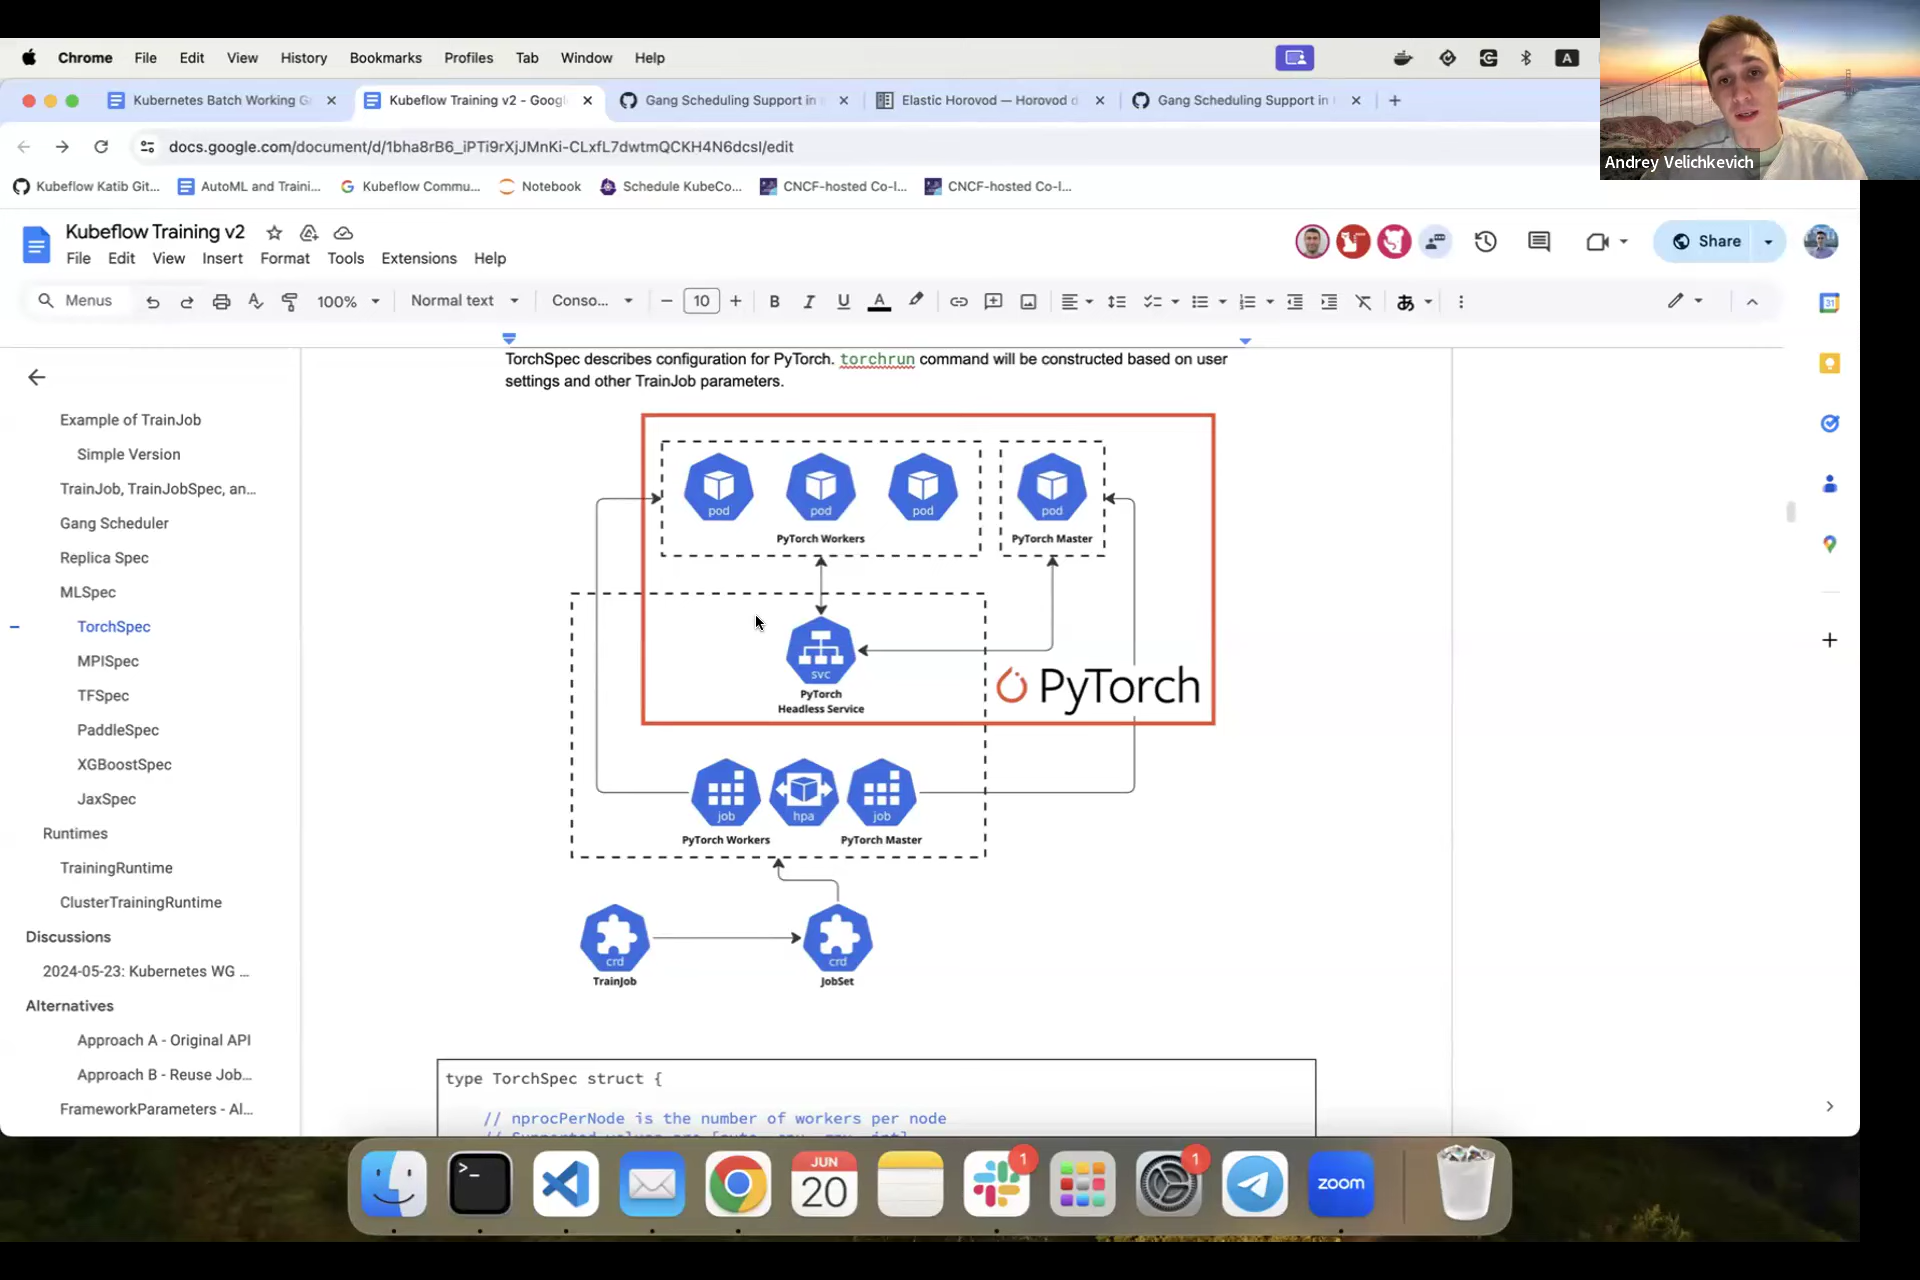 Chrome File Edit View History Bookmarks Profiles Tab Window Help
A
Kubernetes Batch Working G
Kubeflow Training v2 - Goog
Gang Scheduling Support in
Elastic Horovod — Horovod d
Gang Scheduling Support in
docs.google.com/document/d/1bha8rB6_iPTi9rXjJMnKi-CLxfL7dwtmQCKH4N6dcsI/edit
Andrey Velichkevich
Kubeflow Katib Git...
AutoML and Traini...
Kubeflow Commu...
Notebook
Schedule KubeCo...
CNCF-hosted Co-l...
CNCF-hosted Co-l...
Kubeflow Training v2
File Edit View Insert Format Tools Extensions Help
Share
Menus
100%
Normal text
Conso...
10
B I U A
あ
31
TorchSpec describes configuration for PyTorch. torchrun command will be constructed based on user
settings and other TrainJob parameters.
Example of TrainJob
Simple Version
TrainJob, TrainJobSpec, an...
Gang Scheduler
Replica Spec
MLSpec
TorchSpec
MPISpec
TFSpec
PaddleSpec
XGBoostSpec
JaxSpec
Runtimes
TrainingRuntime
ClusterTrainingRuntime
Discussions
2024-05-23: Kubernetes WG ...
Alternatives
Approach A - Original API
Approach B - Reuse Job...
FrameworkParameters - Al...
pod
pod
pod
pod
PyTorch Workers
PyTorch Master
svc
PyTorch
Headless Service
PyTorch
job
hpa
job
PyTorch Workers
PyTorch Master
crd
crd
TrainJob
JobSet
type TorchSpec struct {
// nprocPerNode is the number of workers per node
JUN
20
1
1
zoom